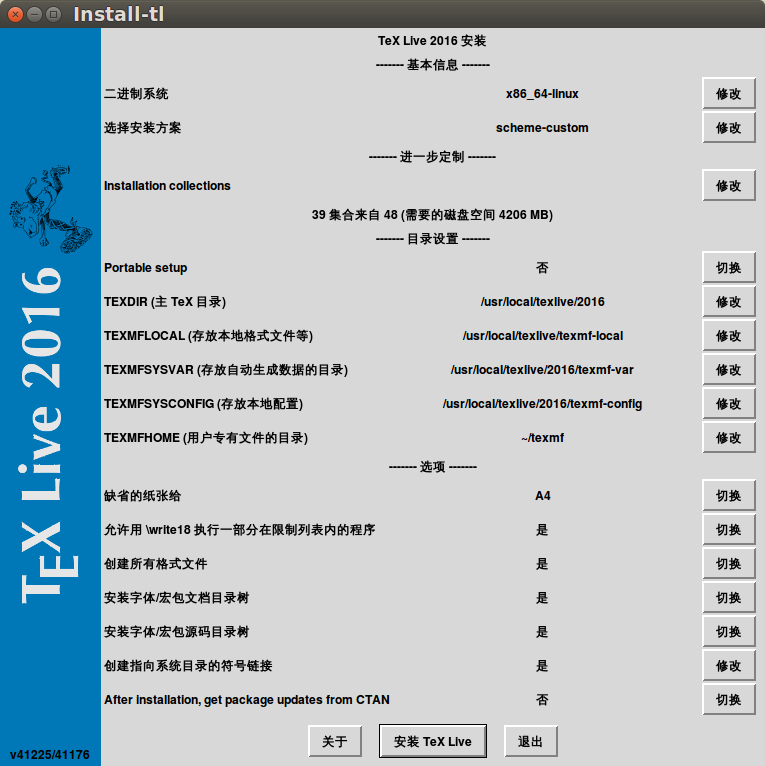 Install-tl
TeX Live 2016 安装
------- 基本信息 -------
二进制系统 x86_64-linux 修改
选择安装方案 scheme-custom 修改
------- 进一步定制 -------
Installation collections 修改
39 集合来自 48 (需要的磁盘空间 4206 MB)
------- 目录设置 -------
Portable setup 否 切换
TEXDIR (主 TeX 目录) /usr/local/texlive/2016 修改
TEXMFLOCAL (存放本地格式文件等) /usr/local/texlive/texmf-local 修改
TEXMFSYSVAR (存放自动生成数据的目录) /usr/local/texlive/2016/texmf-var 修改
TEXMFSYSCONFIG (存放本地配置) /usr/local/texlive/2016/texmf-config 修改
TEXMFHOME (用户专有文件的目录) ~/texmf 修改
------- 选项 -------
缺省的纸张给 A4 切换
允许用 \write18 执行一部分在限制列表内的程序 是 切换
创建所有格式文件 是 切换
安装字体/宏包文档目录树 是 切换
安装字体/宏包源码目录树 是 切换
创建指向系统目录的符号链接 是 修改
After installation, get package updates from CTAN 否 切换
关于 安装 TeX Live 退出
TEX Live 2016
v41225/41176